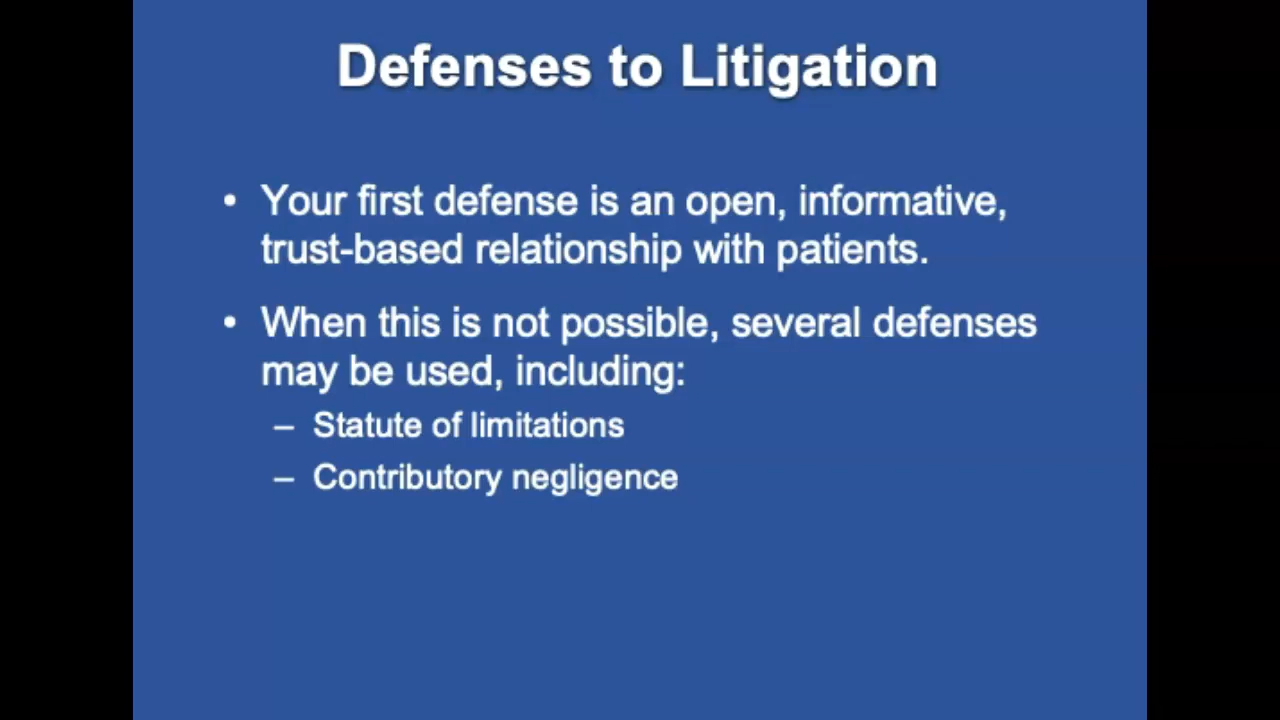 Defenses to Litigation
• Your first defense is an open, informative,
trust-based relationship with patients.
• When this is not possible, several defenses
may be used, including:
– Statute of limitations
– Contributory negligence